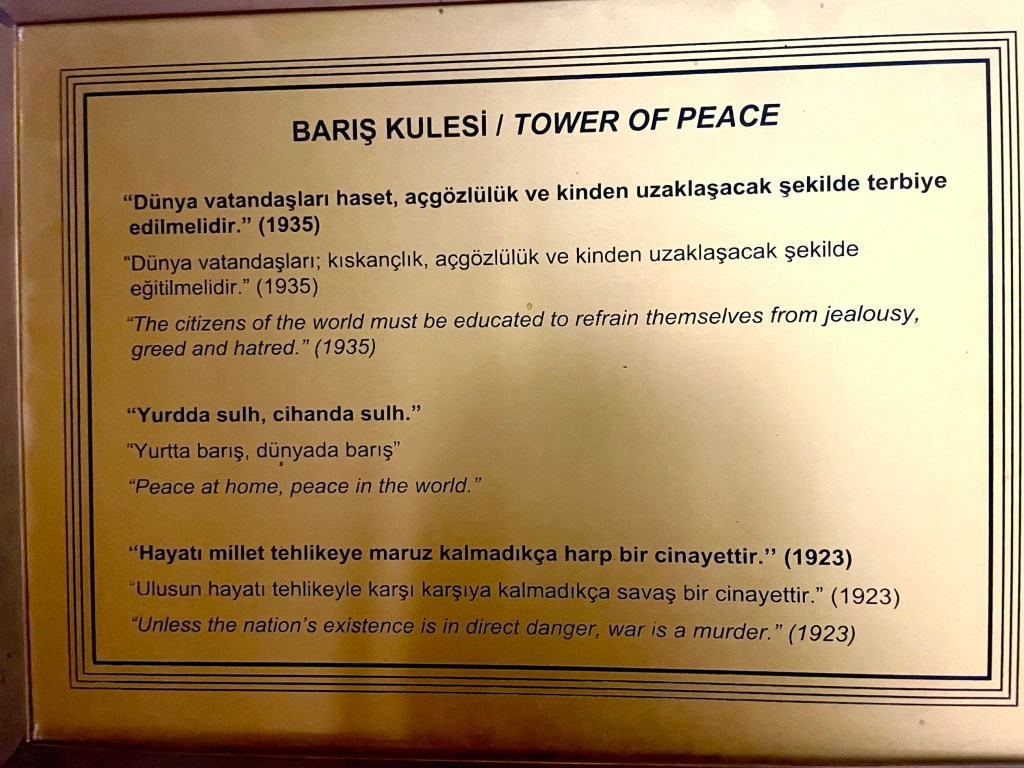 BARIŞ KULESİ / TOWER OF PEACE
“Dünya vatandaşları haset, açgözlülük ve kinden uzaklaşacak şekilde terbiye
edilmelidir.” (1935)
“Dünya vatandaşları; kıskançlık, açgözlülük ve kinden uzaklaşacak şekilde
eğitilmelidir.” (1935)
“The citizens of the world must be educated to refrain themselves from jealousy,
greed and hatred.” (1935)
“Yurdda sulh, cihanda sulh.”
“Yurtta barış, dünyada barış”
“Peace at home, peace in the world.”
“Hayatı millet tehlikeye maruz kalmadıkça harp bir cinayettir.’’ (1923)
“Ulusun hayatı tehlikeyle karşı karşıya kalmadıkça savaş bir cinayettir.” (1923)
“Unless the nation’s existence is in direct danger, war is a murder.” (1923)